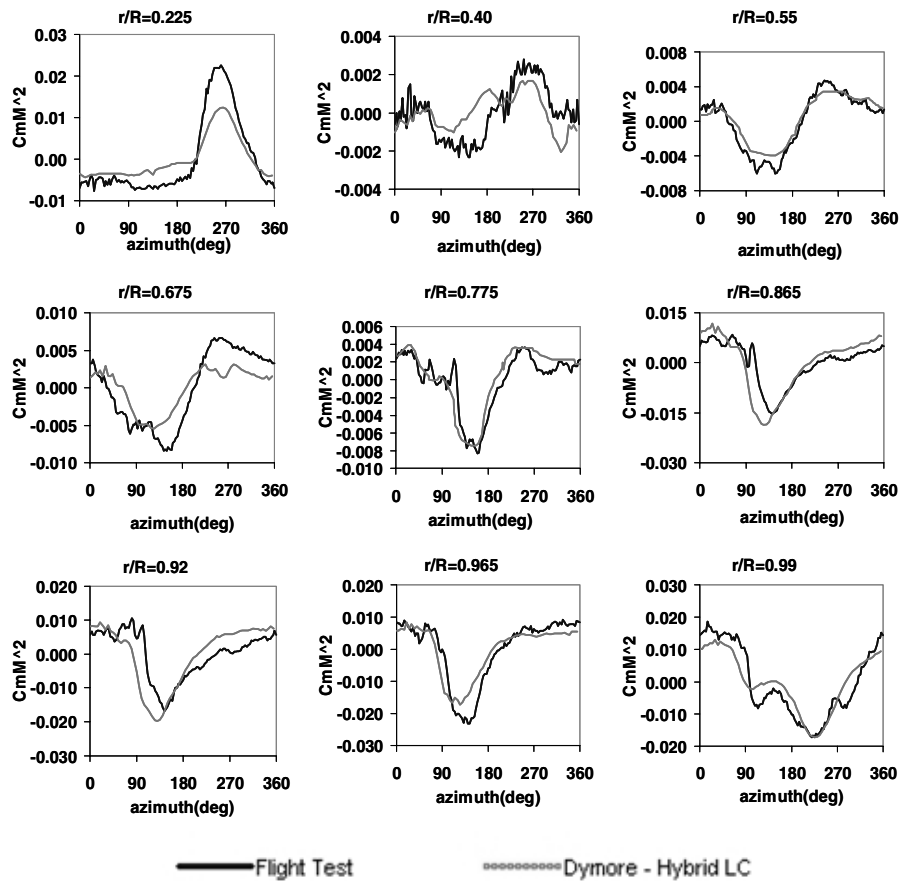 r/R=0.225
r/R=0.40
r/R=0.55
0.03
0.02
0.01
0.00
-0.01
CmM^2
0 90 180 270 360
azimuth(deg)
0.004
0.002
0.000
-0.002
-0.004
CmM^2
0 90 180 270 360
azimuth(deg)
0.008
0.004
0.000
-0.004
-0.008
CmM^2
0 90 180 270 360
azimuth(deg)
r/R=0.675
r/R=0.775
r/R=0.865
0.010
0.005
0.000
-0.005
-0.010
CmM^2
0 90 180 270 360
azimuth(deg)
0.006
0.004
0.002
0.000
-0.002
-0.004
-0.006
-0.008
-0.010
CmM^2
0 90 180 270 360
azimuth(deg)
0.015
0.000
-0.015
-0.030
CmM^2
0 90 180 270 360
azimuth(deg)
r/R=0.92
r/R=0.965
r/R=0.99
0.020
0.010
0.000
-0.010
-0.020
-0.030
CmM^2
0 90 180 270 360
azimuth(deg)
0.020
0.010
0.000
-0.010
-0.020
-0.030
CmM^2
0 90 180 270 360
azimuth(deg)
0.030
0.020
0.010
0.000
-0.010
-0.020
CmM^2
0 90 180 270 360
azimuth(deg)
Flight Test
Dymore - Hybrid LC